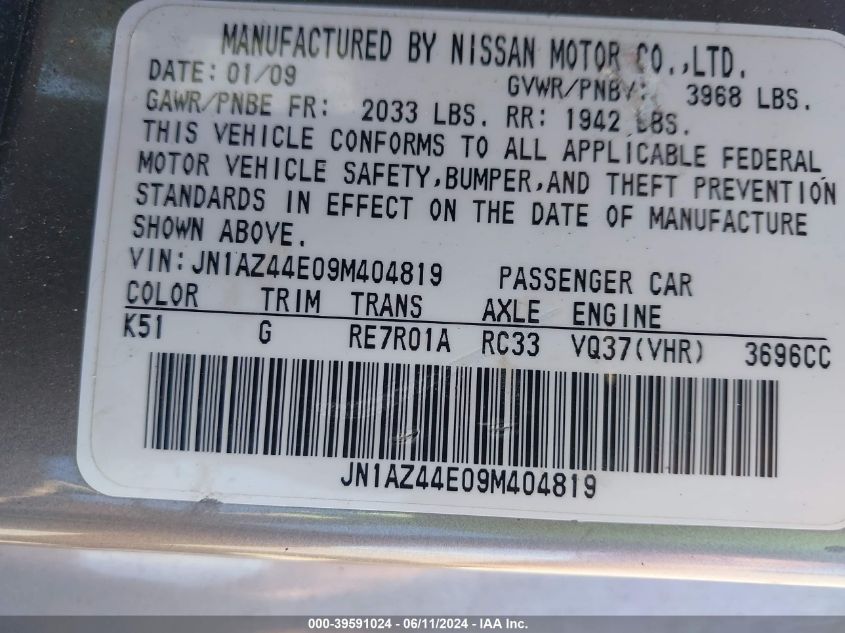 MANUFACTURED BY NISSAN MOTOR CO.,LTD.
DATE: 01/09 GVWR/PNBV: 3968 LBS.
GAWR/PNBE FR: 2033 LBS. RR: 1942 LBS.
THIS VEHICLE CONFORMS TO ALL APPLICABLE FEDERAL
MOTOR VEHICLE SAFETY,BUMPER,AND THEFT PREVENTION
STANDARDS IN EFFECT ON THE DATE OF MANUFACTURE
SHOWN ABOVE.
VIN: JN1AZ44E09M404819 PASSENGER CAR
COLOR TRIM TRANS AXLE ENGINE
K51 G RE7R01A RC33 VQ37(VHR) 3696CC
JN1AZ44E09M404819
000-39591024 - 06/11/2024 - IAA Inc.